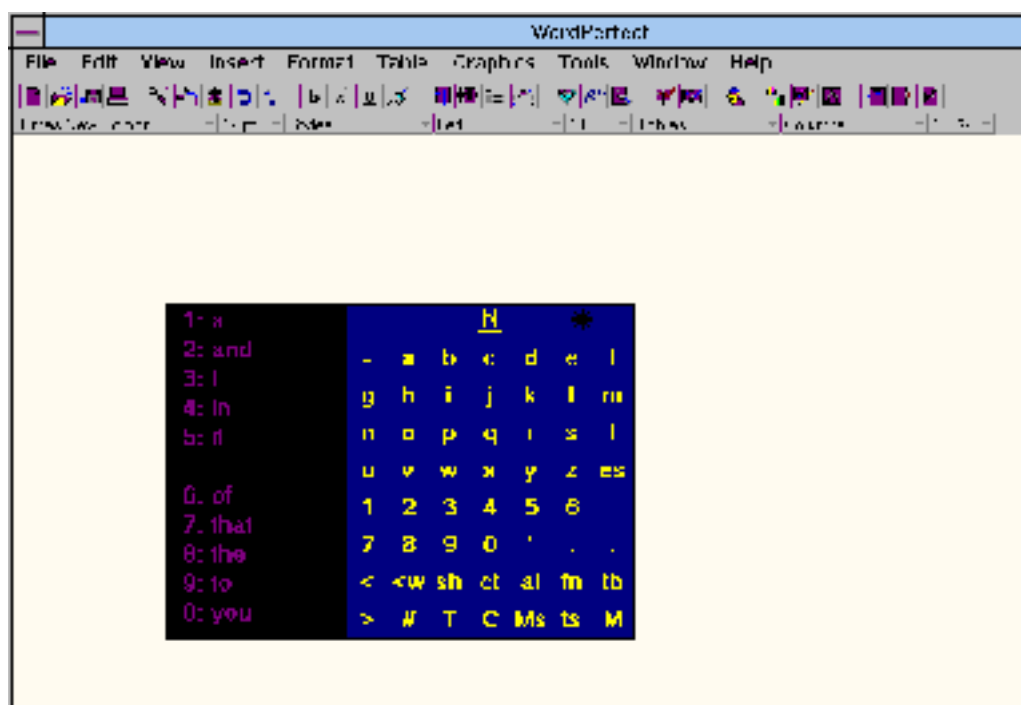 WordPerfect
File Edit View Insert Format Table Graphics Tools Window Help
Left
1: a
2: and
3: I
4: in
5: it
6. of
7. that
8: the
9: to
0: you
N
- a b c d e f
g h i j k l m
n o p q r s t
u v w x y z es
1 2 3 4 5 6
7 8 9 0 ' . .
< <w sh ct al fn tb
> # T C Ms ts M